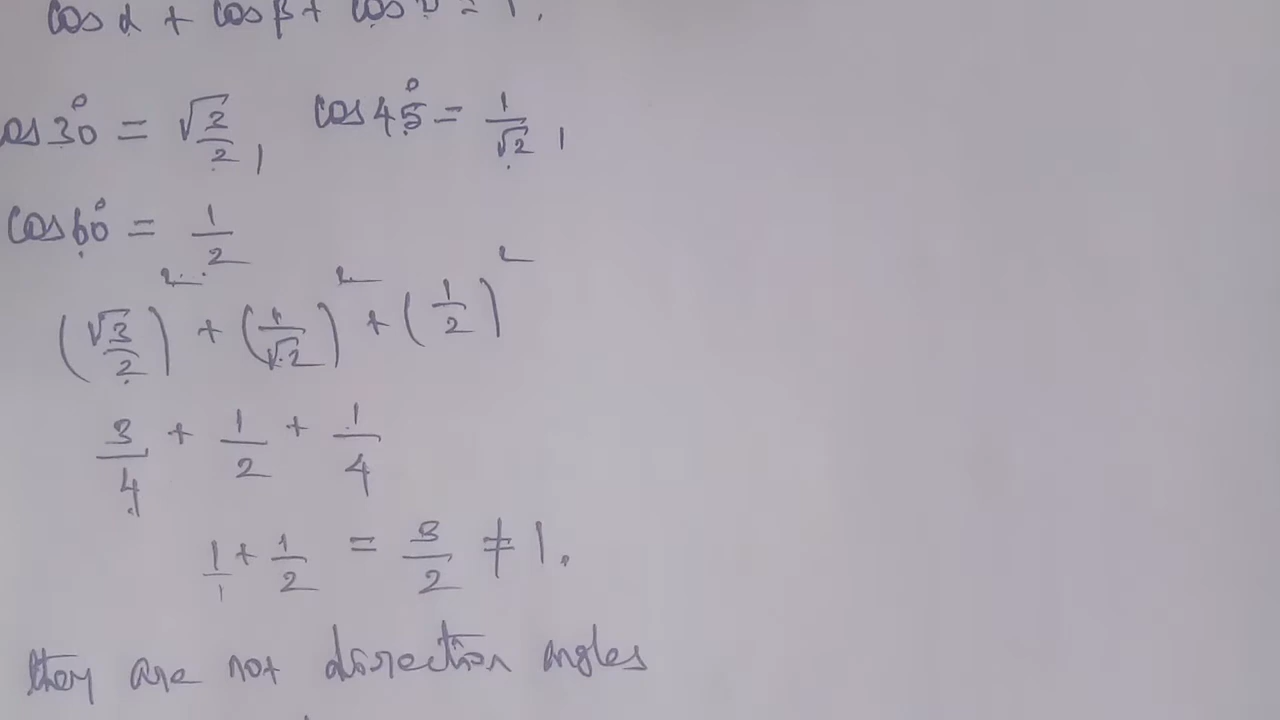 cos α + cos β + cos γ = 1.
cos 30° = √3/2, cos 45° = 1/√2,
cos 60° = 1/2
(√3/2)² + (1/√2)² + (1/2)²
3/4 + 1/2 + 1/4
1/1 + 1/2 = 3/2 ≠ 1.
they are not direction angles